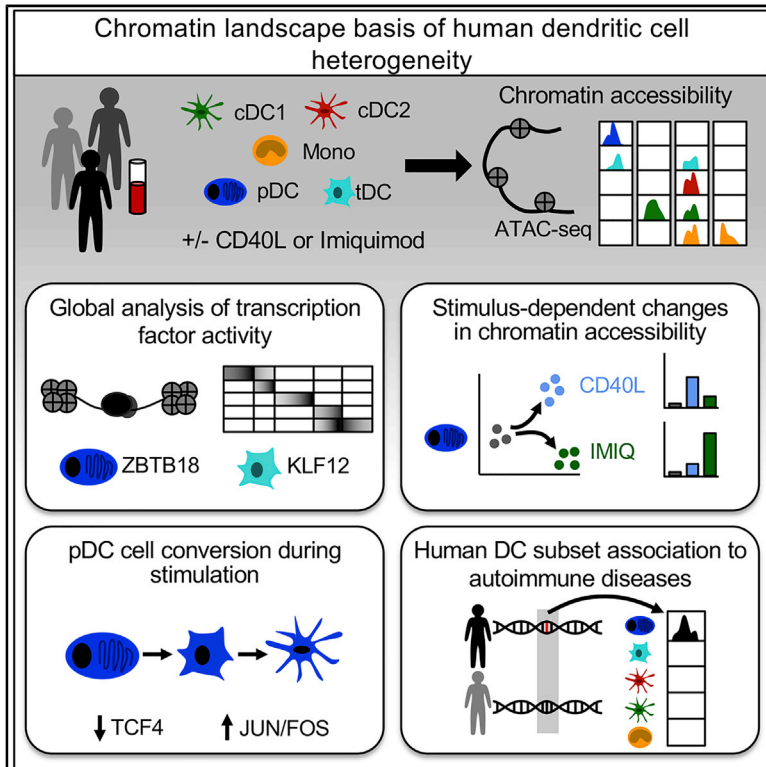 Chromatin landscape basis of human dendritic cell
heterogeneity
cDC1
cDC2
Mono
pDC
tDC
+/- CD40L or Imiquimod
Chromatin accessibility
ATAC-seq
Global analysis of transcription
factor activity
ZBTB18
KLF12
Stimulus-dependent changes
in chromatin accessibility
CD40L
IMIQ
pDC cell conversion during
stimulation
TCF4
JUN/FOS
Human DC subset association to
autoimmune diseases